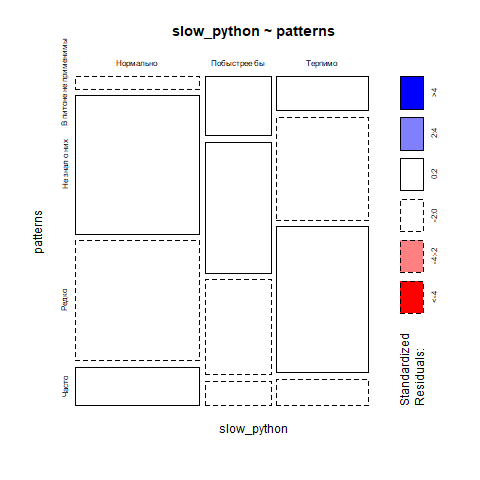 slow_python ~ patterns
Нормально
Побыстрее бы
Терпимо
В питоне не применимы
Не знал о них
Редко
Часто
patterns
slow_python
>4
2:4
0:2
-2:0
-4:-2
<-4
Standardized
Residuals: